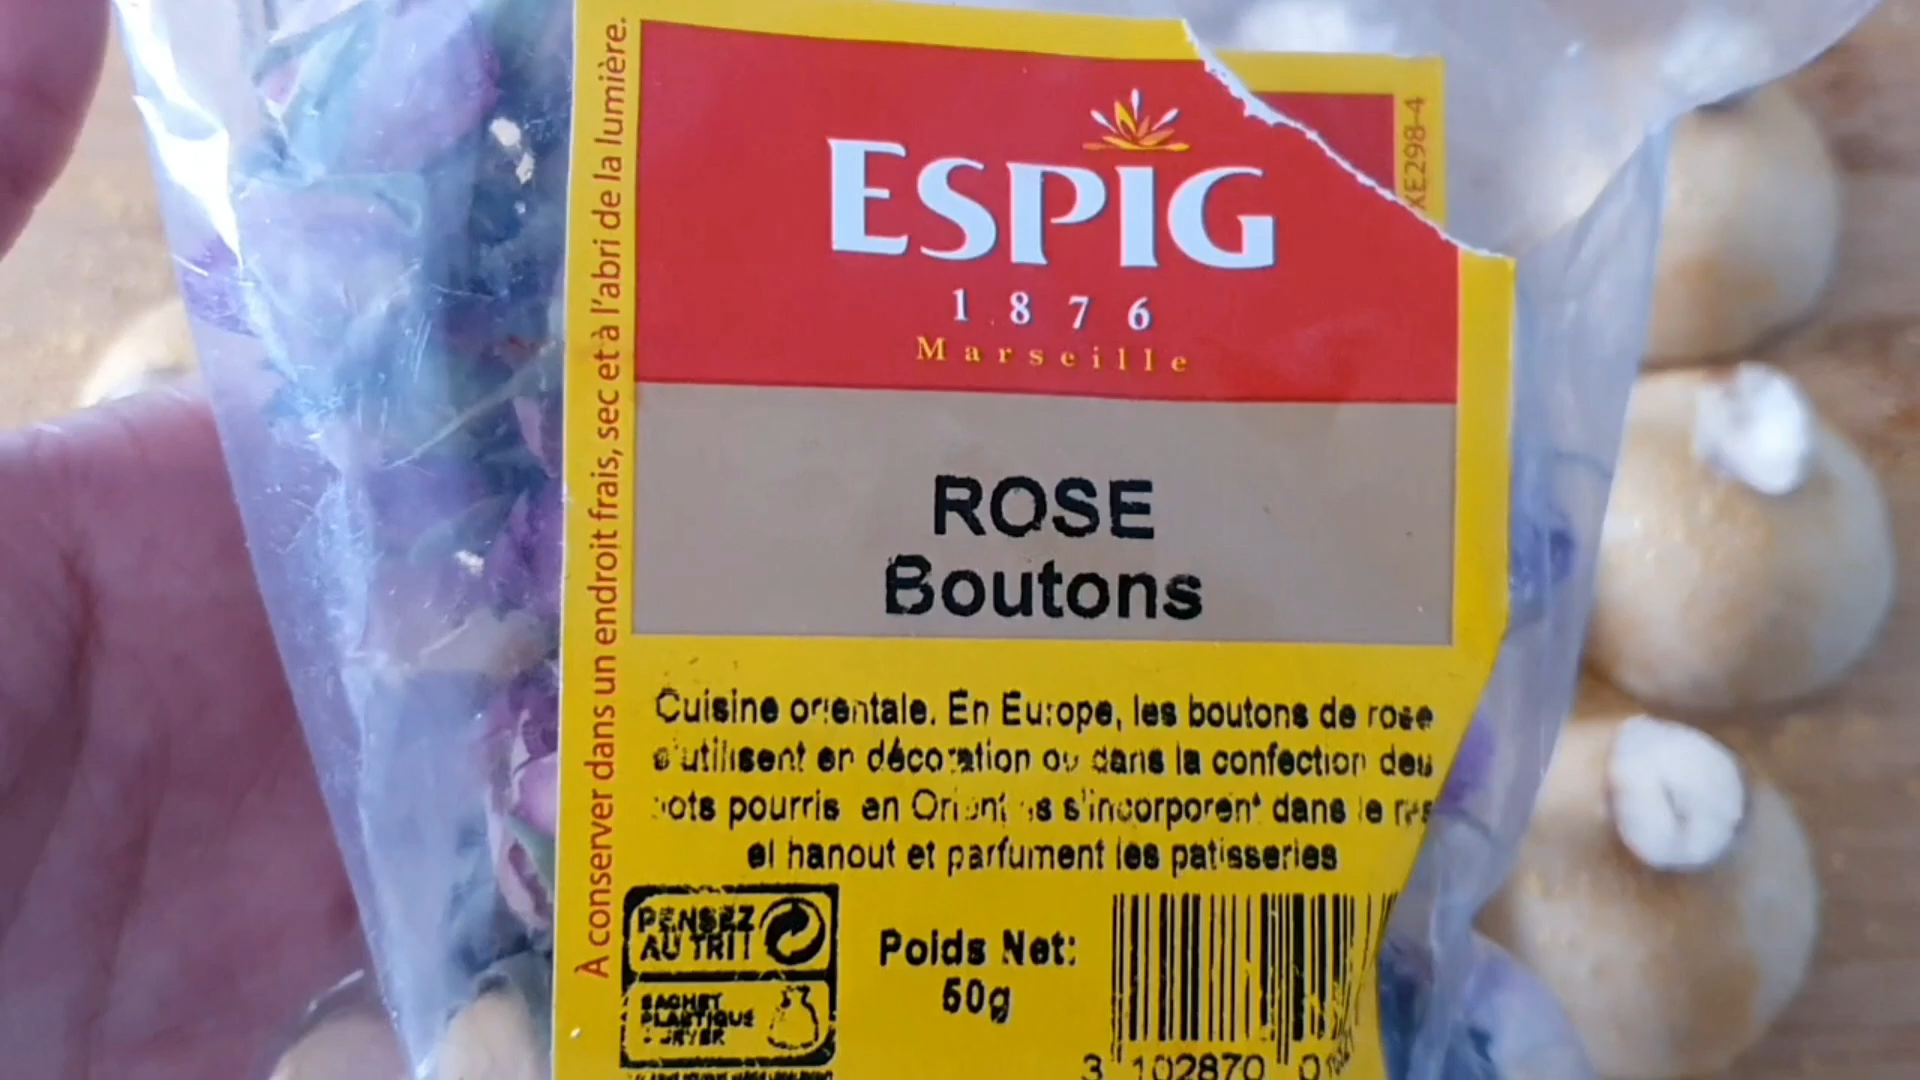 À conserver dans un endroit frais, sec et à l'abri de la lumière.
XE298-4
ESPIG
1876
Marseille
ROSE
Boutons
Cuisine orientale. En Europe, les boutons de rose
s'utilisent en décoration ou dans la confection des
pots pourris en Orient ils s'incorporent dans le ras
el hanout et parfument les patisseries
PENSEZ
AU TRI !
SACHET
PLASTIQUE
Poids Net:
50g
3 102870 0